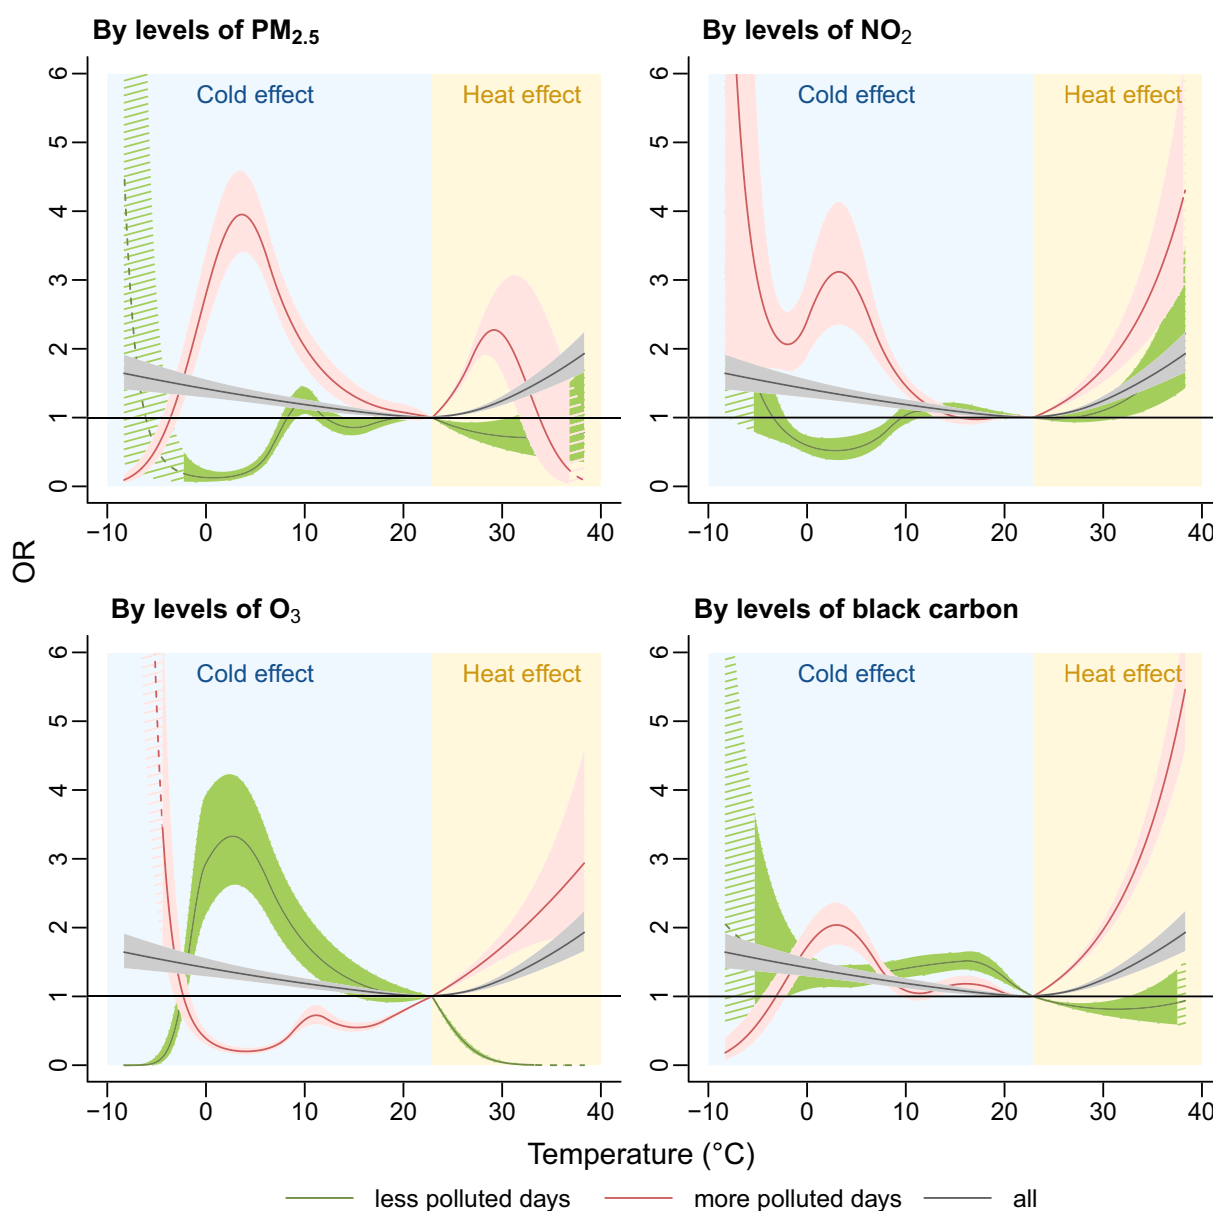 By levels of PM2.5
By levels of NO2
Cold effect
Heat effect
Cold effect
Heat effect
6
5
4
3
2
1
0
−10 0 10 20 30 40
6
5
4
3
2
1
0
−10 0 10 20 30 40
OR
By levels of O3
By levels of black carbon
Cold effect
Heat effect
Cold effect
Heat effect
6
5
4
3
2
1
0
−10 0 10 20 30 40
6
5
4
3
2
1
0
−10 0 10 20 30 40
Temperature (°C)
less polluted days more polluted days all